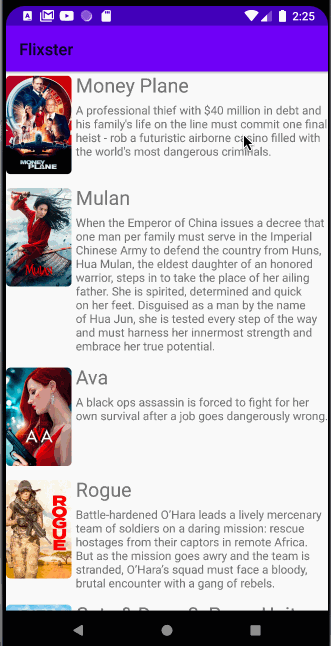 2:25
Flixster
Money Plane
A professional thief with $40 million in debt and
his family's life on the line must commit one final
heist - rob a futuristic airborne casino filled with
the world's most dangerous criminals.
MONEY
PLANE
Mulan
When the Emperor of China issues a decree that
one man per family must serve in the Imperial
Chinese Army to defend the country from Huns,
Hua Mulan, the eldest daughter of an honored
warrior, steps in to take the place of her ailing
father. She is spirited, determined and quick
on her feet. Disguised as a man by the name
of Hua Jun, she is tested every step of the way
and must harness her innermost strength and
embrace her true potential.
Mulan
Ava
A black ops assassin is forced to fight for her
own survival after a job goes dangerously wrong.
AVA
Rogue
Battle-hardened O'Hara leads a lively mercenary
team of soldiers on a daring mission: rescue
hostages from their captors in remote Africa.
But as the mission goes awry and the team is
stranded, O'Hara's squad must face a bloody,
brutal encounter with a gang of rebels.
ROGUE